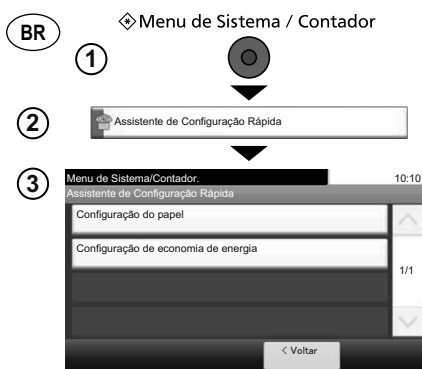 BR
Menu de Sistema / Contador
1
2
Assistente de Configuração Rápida
3
Menu de Sistema/Contador.
10:10
Assistente de Configuração Rápida
Configuração do papel
Configuração de economia de energia
1/1
< Voltar